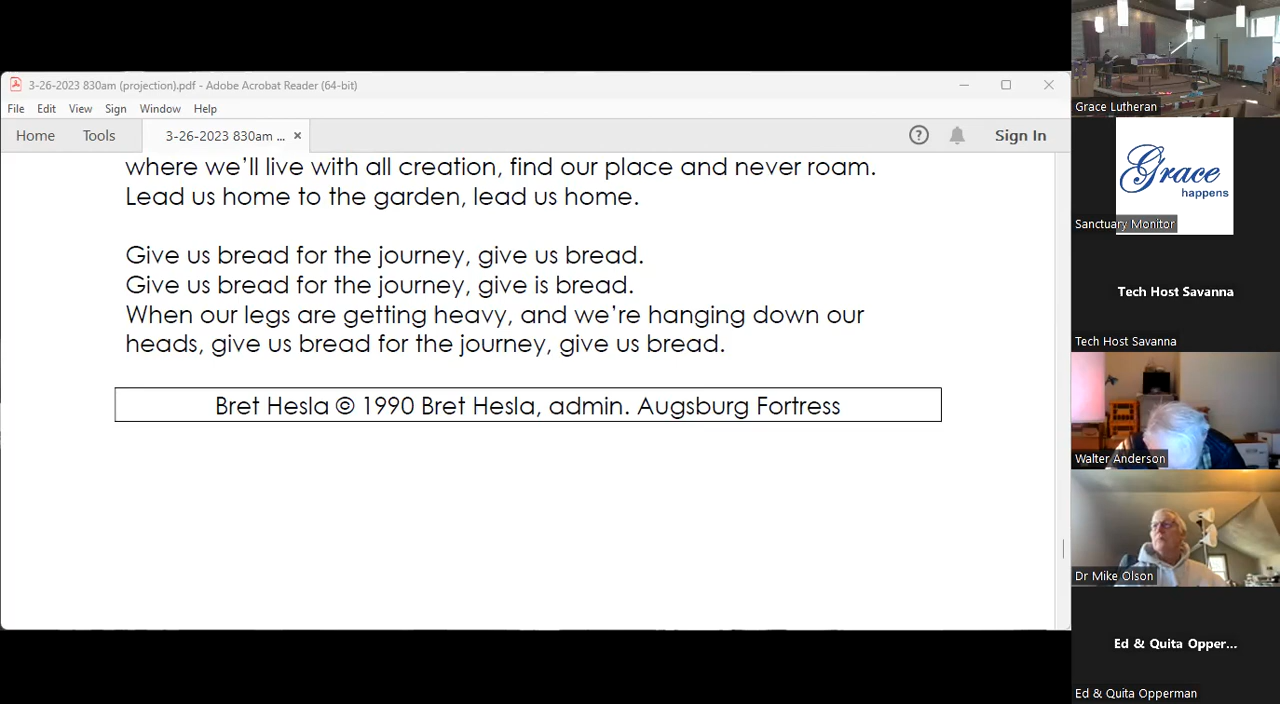 3-26-2023 830am (projection).pdf - Adobe Acrobat Reader (64-bit)
File Edit View Sign Window Help
Home Tools 3-26-2023 830am ... × ? Sign In
where we’ll live with all creation, find our place and never roam.
Lead us home to the garden, lead us home.
Give us bread for the journey, give us bread.
Give us bread for the journey, give is bread.
When our legs are getting heavy, and we’re hanging down our
heads, give us bread for the journey, give us bread.
Bret Hesla © 1990 Bret Hesla, admin. Augsburg Fortress
Grace Lutheran
Grace
happens
Sanctuary Monitor
Tech Host Savanna
Tech Host Savanna
Walter Anderson
Dr Mike Olson
Ed & Quita Opper...
Ed & Quita Opperman